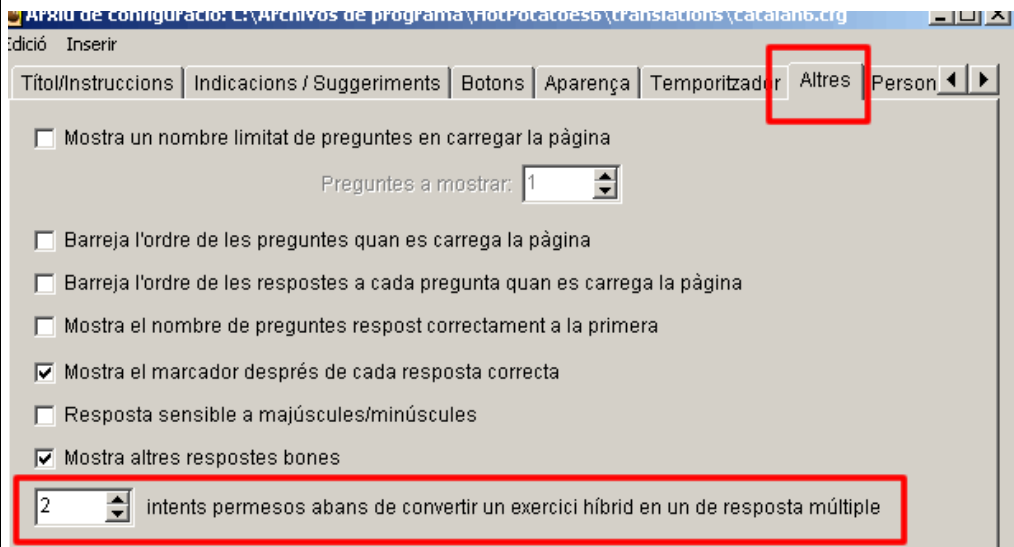 Arxiu de configuració: C:\Archivos de programa\HotPotatoes6\translations\catalan6.cfg
Edició Inserir
Títol/Instruccions Indicacions / Suggeriments Botons Aparença Temporitzador Altres Person
Mostra un nombre limitat de preguntes en carregar la pàgina
Preguntes a mostrar: 1
Barreja l'ordre de les preguntes quan es carrega la pàgina
Barreja l'ordre de les respostes a cada pregunta quan es carrega la pàgina
Mostra el nombre de preguntes respost correctament a la primera
Mostra el marcador després de cada resposta correcta
Resposta sensible a majúscules/minúscules
Mostra altres respostes bones
2 intents permesos abans de convertir un exercici híbrid en un de resposta múltiple